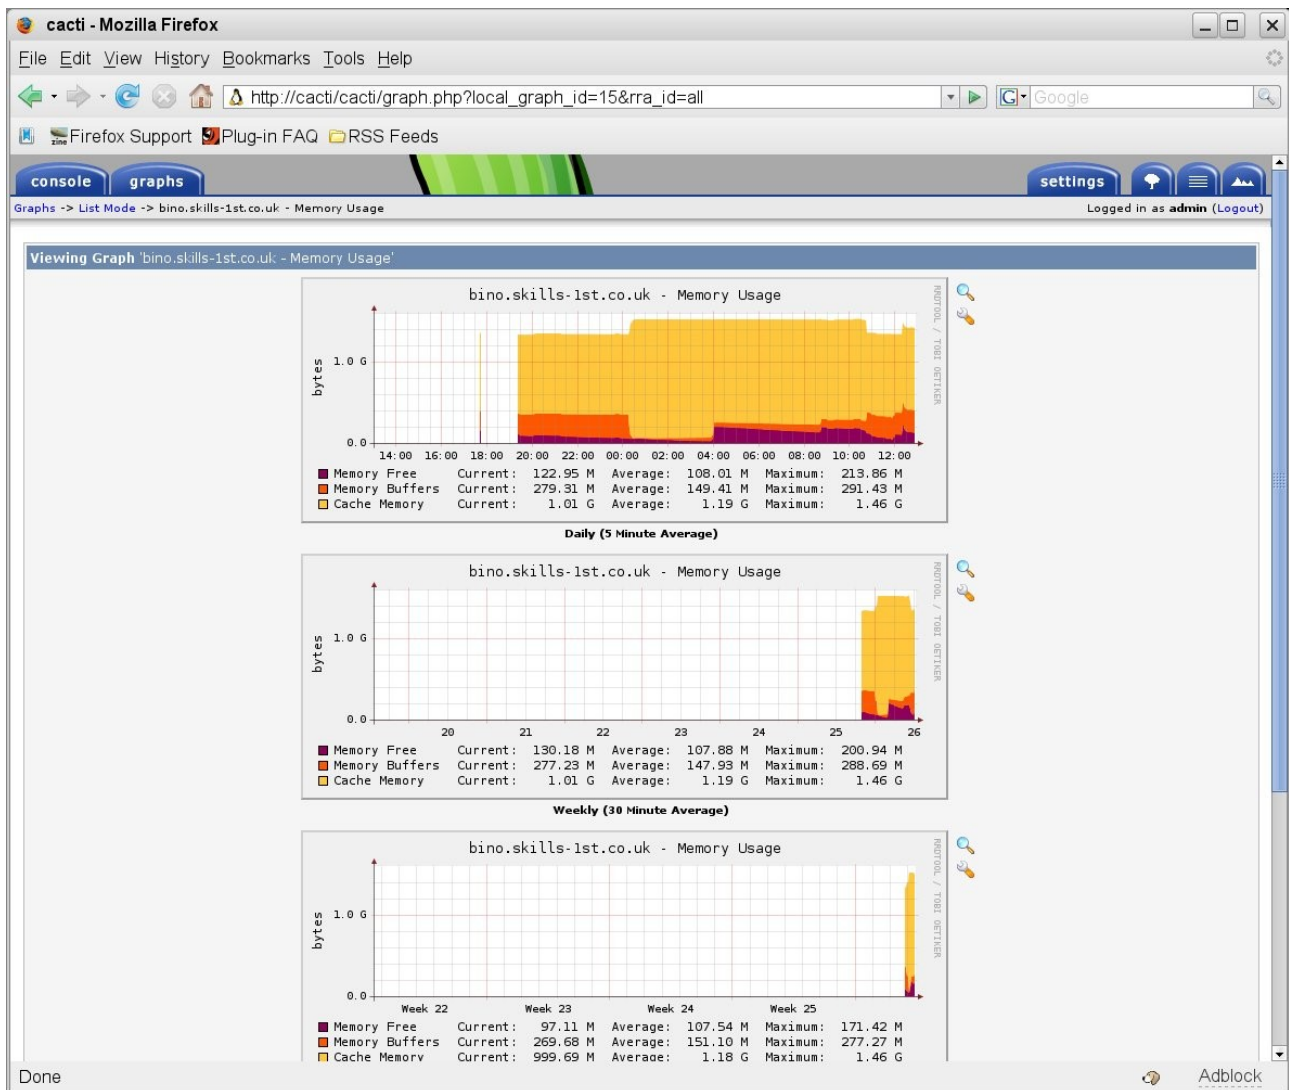 cacti - Mozilla Firefox
File Edit View History Bookmarks Tools Help
http://cacti/cacti/graph.php?local_graph_id=15&rra_id=all
G Google
Firefox Support Plug-in FAQ RSS Feeds
console graphs settings
Graphs -> List Mode -> bino.skills-1st.co.uk - Memory Usage Logged in as admin (Logout)
Viewing Graph 'bino.skills-1st.co.uk - Memory Usage'
bino.skills-1st.co.uk - Memory Usage
RRDTOOL / TOBI OETIKER
bytes
1.0 G
0.0
14:00 16:00 18:00 20:00 22:00 00:00 02:00 04:00 06:00 08:00 10:00 12:00
Memory Free Current: 122.95 M Average: 108.01 M Maximum: 213.86 M
Memory Buffers Current: 279.31 M Average: 149.41 M Maximum: 291.43 M
Cache Memory Current: 1.01 G Average: 1.19 G Maximum: 1.46 G
Daily (5 Minute Average)
bino.skills-1st.co.uk - Memory Usage
RRDTOOL / TOBI OETIKER
bytes
1.0 G
0.0
20 21 22 23 24 25 26
Memory Free Current: 130.18 M Average: 107.88 M Maximum: 200.94 M
Memory Buffers Current: 277.23 M Average: 147.93 M Maximum: 288.69 M
Cache Memory Current: 1.01 G Average: 1.19 G Maximum: 1.46 G
Weekly (30 Minute Average)
bino.skills-1st.co.uk - Memory Usage
RRDTOOL / TOBI OETIKER
bytes
1.0 G
0.0
Week 22 Week 23 Week 24 Week 25
Memory Free Current: 97.11 M Average: 107.54 M Maximum: 171.42 M
Memory Buffers Current: 269.68 M Average: 151.10 M Maximum: 277.27 M
Cache Memory Current: 999.69 M Average: 1.18 G Maximum: 1.46 G
Done Adblock